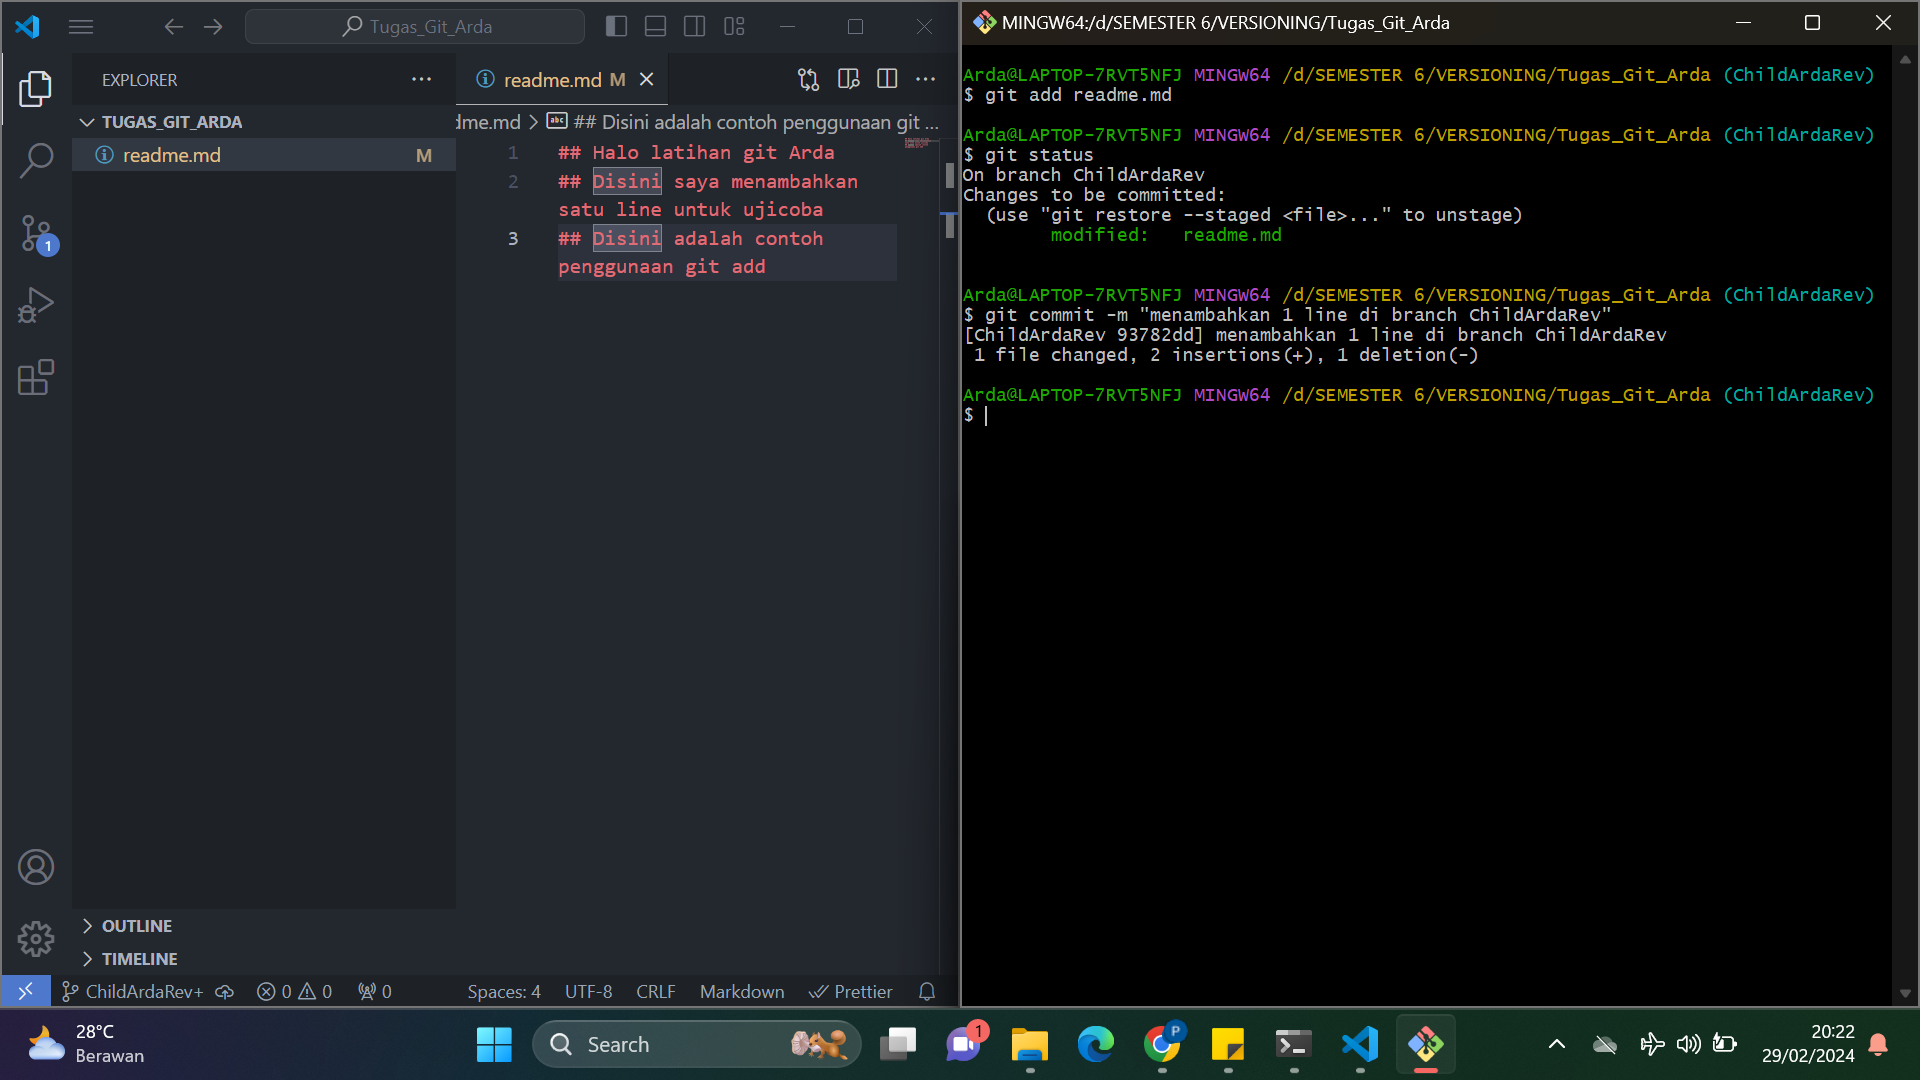 Tugas_Git_Arda
EXPLORER
TUGAS_GIT_ARDA
readme.md M
readme.md M
dme.md > ## Disini adalah contoh penggunaan git ...
1 ## Halo latihan git Arda
2 ## Disini saya menambahkan
satu line untuk ujicoba
3 ## Disini adalah contoh
penggunaan git add
1
OUTLINE
TIMELINE
ChildArdaRev+ 0 0 0 Spaces: 4 UTF-8 CRLF Markdown Prettier
MINGW64:/d/SEMESTER 6/VERSIONING/Tugas_Git_Arda
Arda@LAPTOP-7RVT5NFJ MINGW64 /d/SEMESTER 6/VERSIONING/Tugas_Git_Arda (ChildArdaRev)
$ git add readme.md
Arda@LAPTOP-7RVT5NFJ MINGW64 /d/SEMESTER 6/VERSIONING/Tugas_Git_Arda (ChildArdaRev)
$ git status
On branch ChildArdaRev
Changes to be committed:
(use "git restore --staged <file>..." to unstage)
modified: readme.md
Arda@LAPTOP-7RVT5NFJ MINGW64 /d/SEMESTER 6/VERSIONING/Tugas_Git_Arda (ChildArdaRev)
$ git commit -m "menambahkan 1 line di branch ChildArdaRev"
[ChildArdaRev 93782dd] menambahkan 1 line di branch ChildArdaRev
1 file changed, 2 insertions(+), 1 deletion(-)
Arda@LAPTOP-7RVT5NFJ MINGW64 /d/SEMESTER 6/VERSIONING/Tugas_Git_Arda (ChildArdaRev)
$
28°C
Berawan
Search
1
P
20:22
29/02/2024